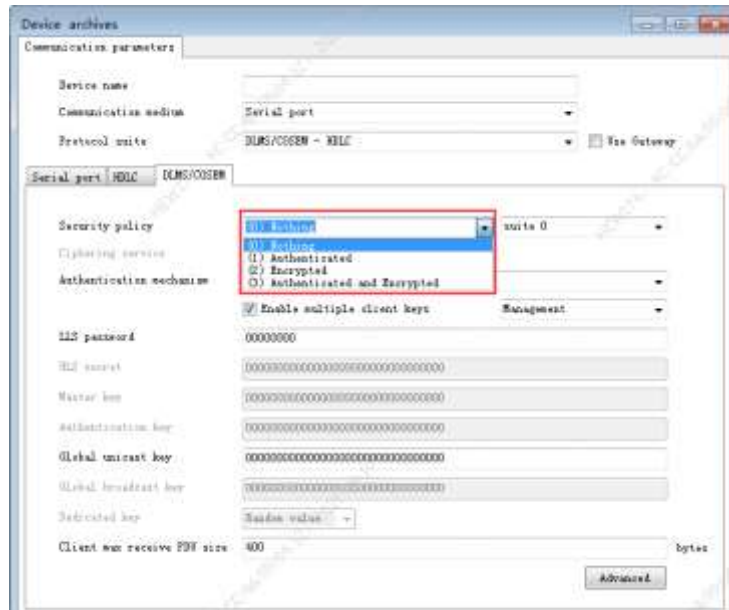 Device archives
Communication parameters
Device name
Communication medium Serial port
Protocol suite DLMS/COSEM - HDLC Use Gateway
Serial port HDLC DLMS/COSEM
Security policy (0) Nothing suite 0
(0) Nothing
(1) Authenticated
(2) Encrypted
(3) Authenticated and Encrypted
Ciphering service
Authentication mechanism
Enable multiple client keys Management
LLS password 00000000
HLS secret 00000000000000000000000000000000
Master key 00000000000000000000000000000000
Authentication key 00000000000000000000000000000000
Global unicast key 00000000000000000000000000000000
Global broadcast key 00000000000000000000000000000000
Dedicated key Random value
Client max receive PDU size 400 bytes
Advanced